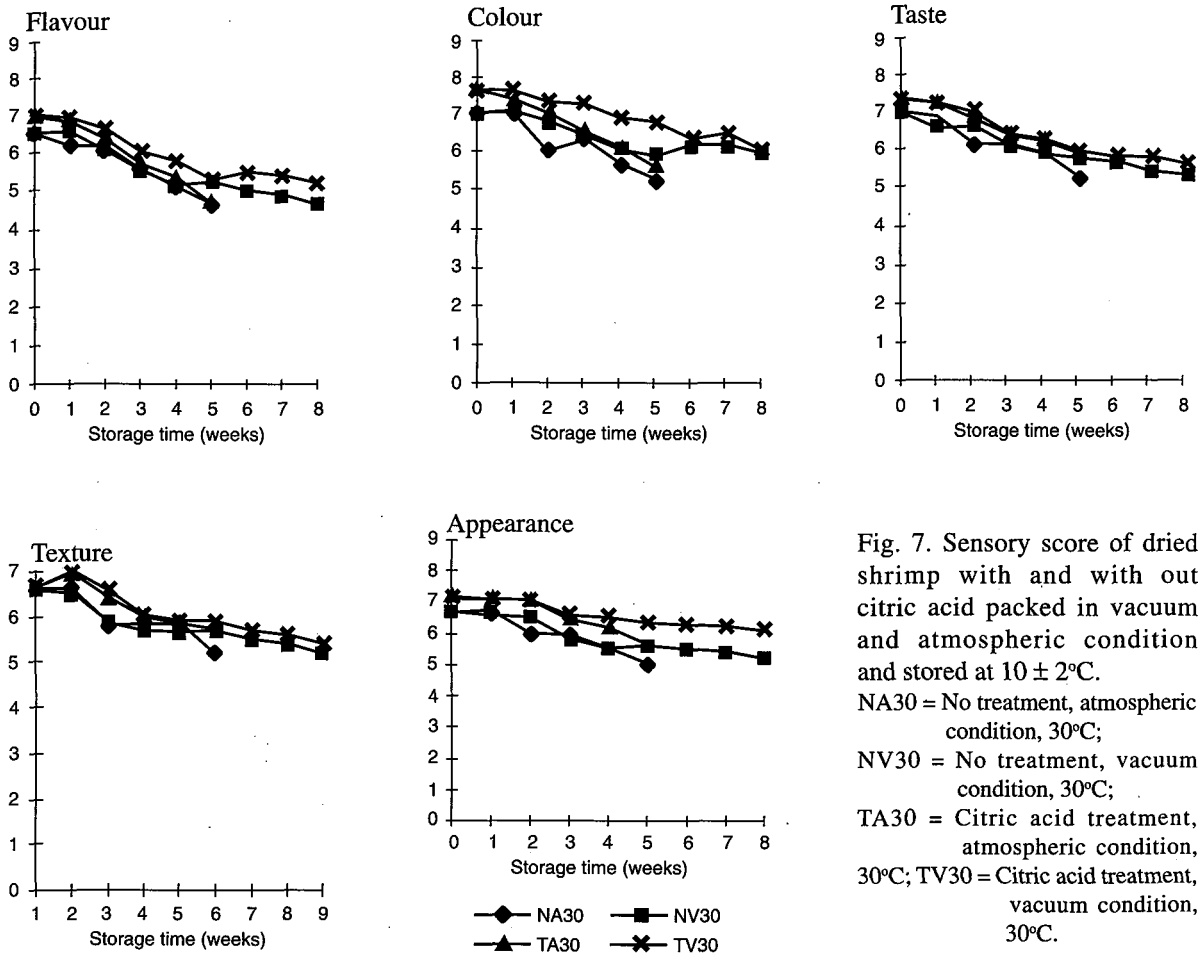 Flavour
9
8
7
6
5
4
3
2
1
0
0 1 2 3 4 5 6 7 8
Storage time (weeks)
Colour
9
8
7
6
5
4
3
2
1
0
0 1 2 3 4 5 6 7 8
Storage time (weeks)
Taste
9
8
7
6
5
4
3
2
1
0
0 1 2 3 4 5 6 7 8
Storage time (weeks)
Texture
7
6
5
4
3
2
1
0
1 2 3 4 5 6 7 8 9
Storage time (weeks)
Appearance
9
8
7
6
5
4
3
2
1
0
0 1 2 3 4 5 6 7 8
Storage time (weeks)
NA30 NV30
TA30 TV30
Fig. 7. Sensory score of dried
shrimp with and with out
citric acid packed in vacuum
and atmospheric condition
and stored at 10 ± 2ºC.
NA30 = No treatment, atmospheric
condition, 30ºC;
NV30 = No treatment, vacuum
condition, 30ºC;
TA30 = Citric acid treatment,
atmospheric condition,
30ºC; TV30 = Citric acid treatment,
vacuum condition,
30ºC.